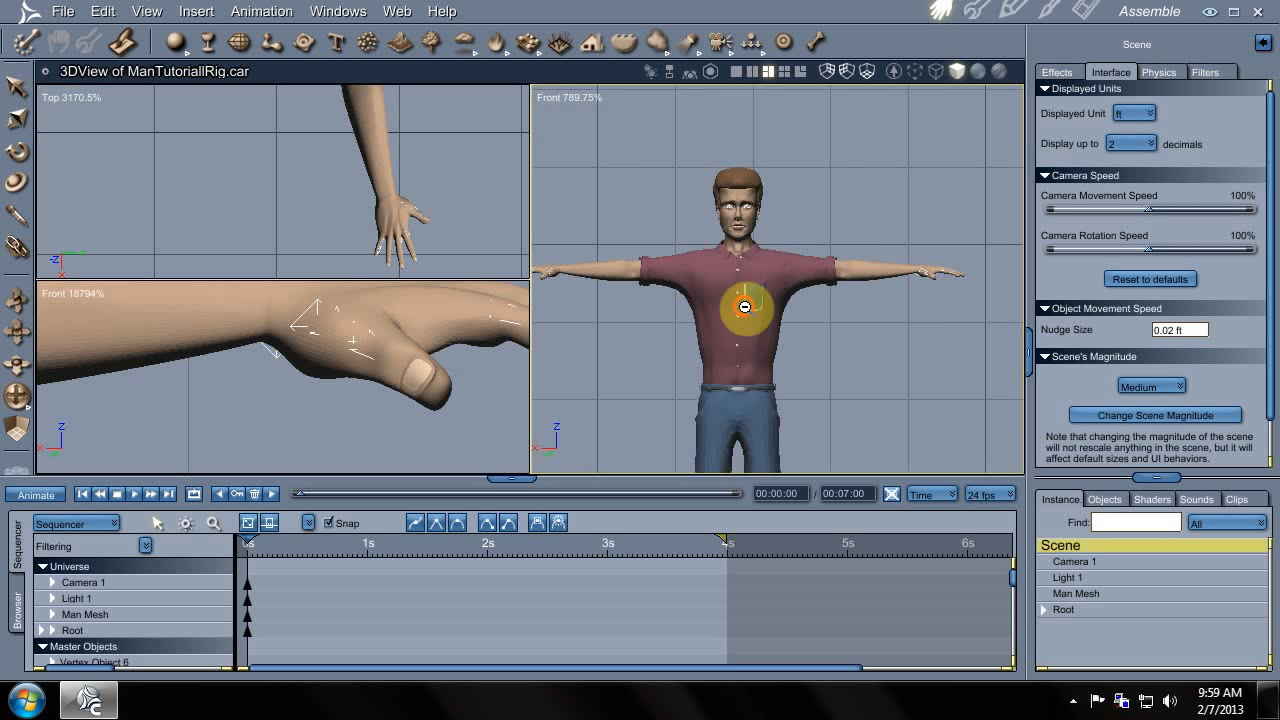 File Edit View Insert Animation Windows Web Help
Assemble
3DView of ManTutoriallRig.car
Top 3170.5%
-Z
X
Front 18794%
Z
X
Front 789.75%
Z
X
Scene
Effects Interface Physics Filters
Displayed Units
Displayed Unit ft
Display up to 2 decimals
Camera Speed
Camera Movement Speed 100%
Camera Rotation Speed 100%
Reset to defaults
Object Movement Speed
Nudge Size 0.02 ft
Scene's Magnitude
Medium
Change Scene Magnitude
Note that changing the magnitude of the scene
will not rescale anything in the scene, but it will
affect default sizes and UI behaviors.
Animate 00:00:00 / 00:07:00 Time 24 fps
Sequencer
Browser
Sequencer Snap
Filtering
0s 1s 2s 3s 4s 5s 6s
Universe
Camera 1
Light 1
Man Mesh
Root
Master Objects
Vertex Object 6
Instance Objects Shaders Sounds Clips
Find: All
Scene
Camera 1
Light 1
Man Mesh
Root
9:59 AM
2/7/2013